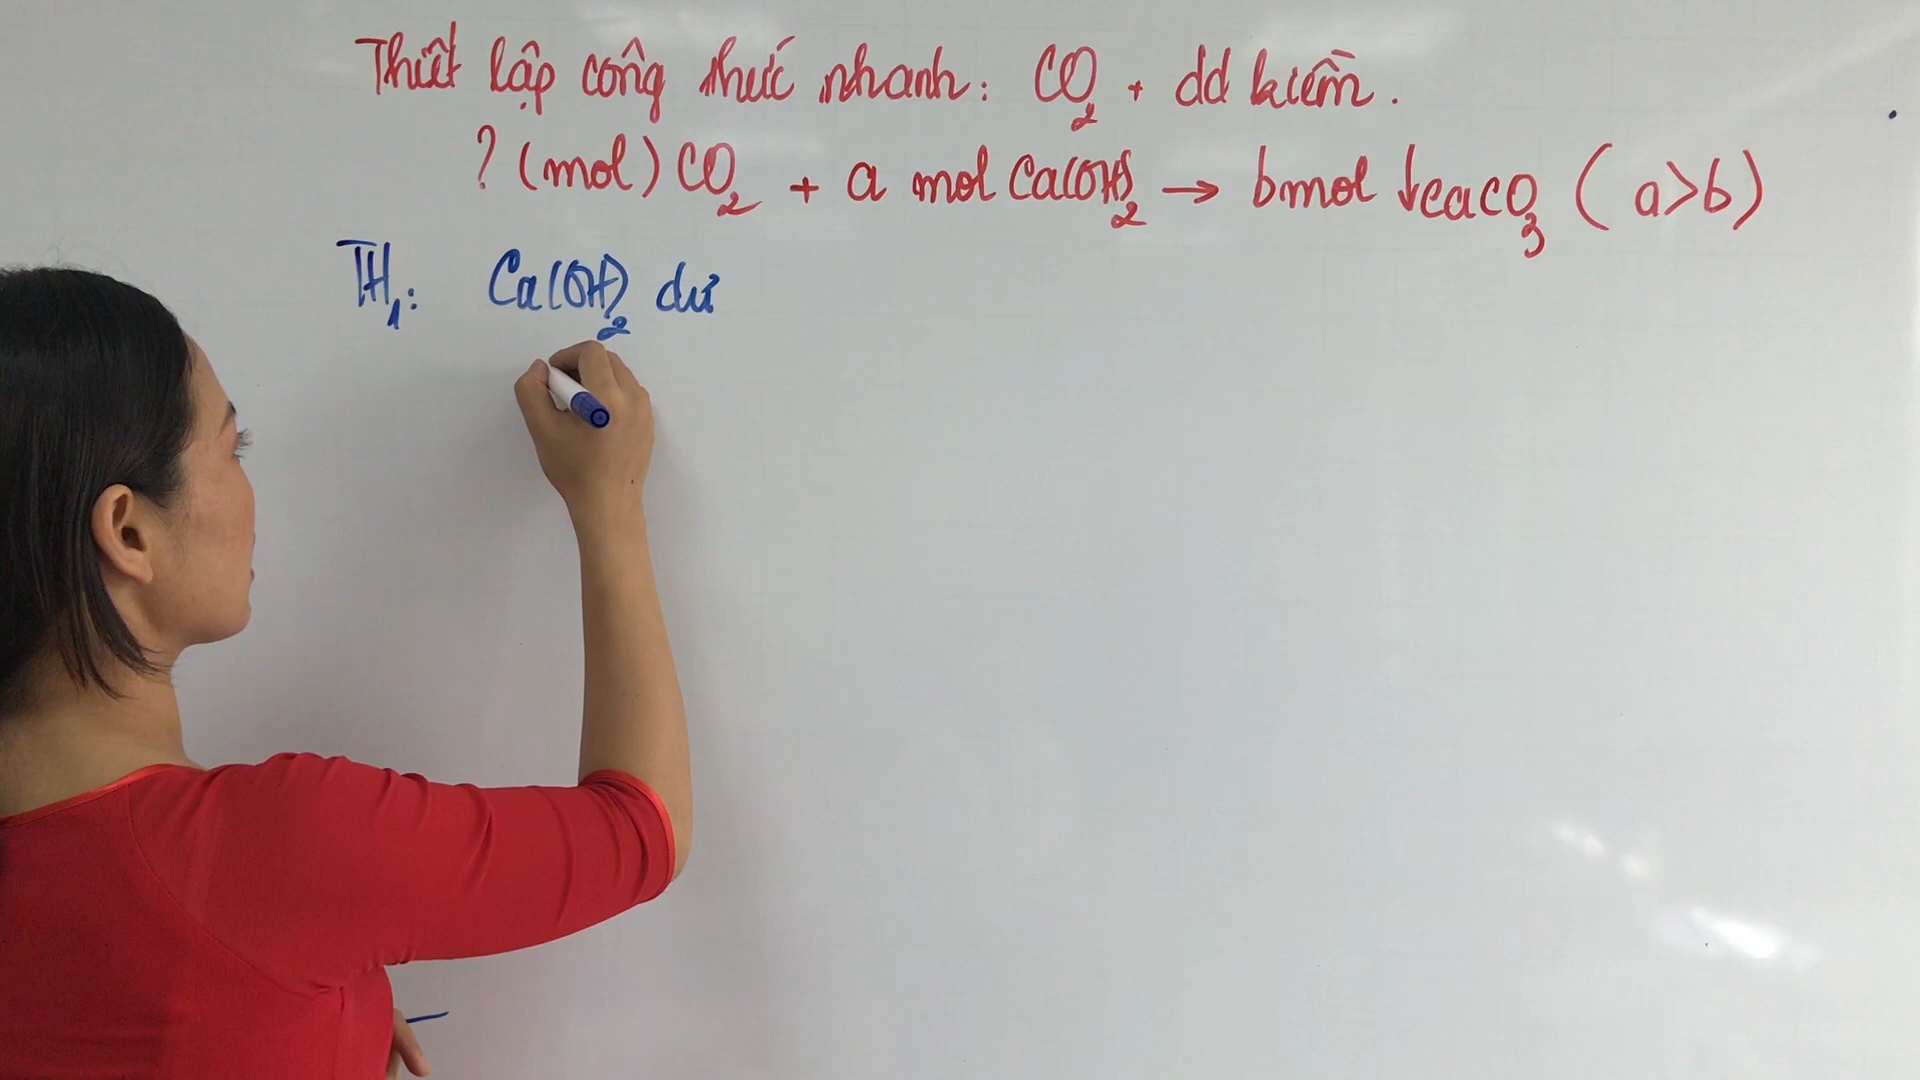 Thiết lập công thức nhanh: CO₂ + dd kiềm.
? (mol) CO₂ + a mol Ca(OH)₂ → b mol ↓CaCO₃ ( a>b)
TH₁: Ca(OH)₂ dư